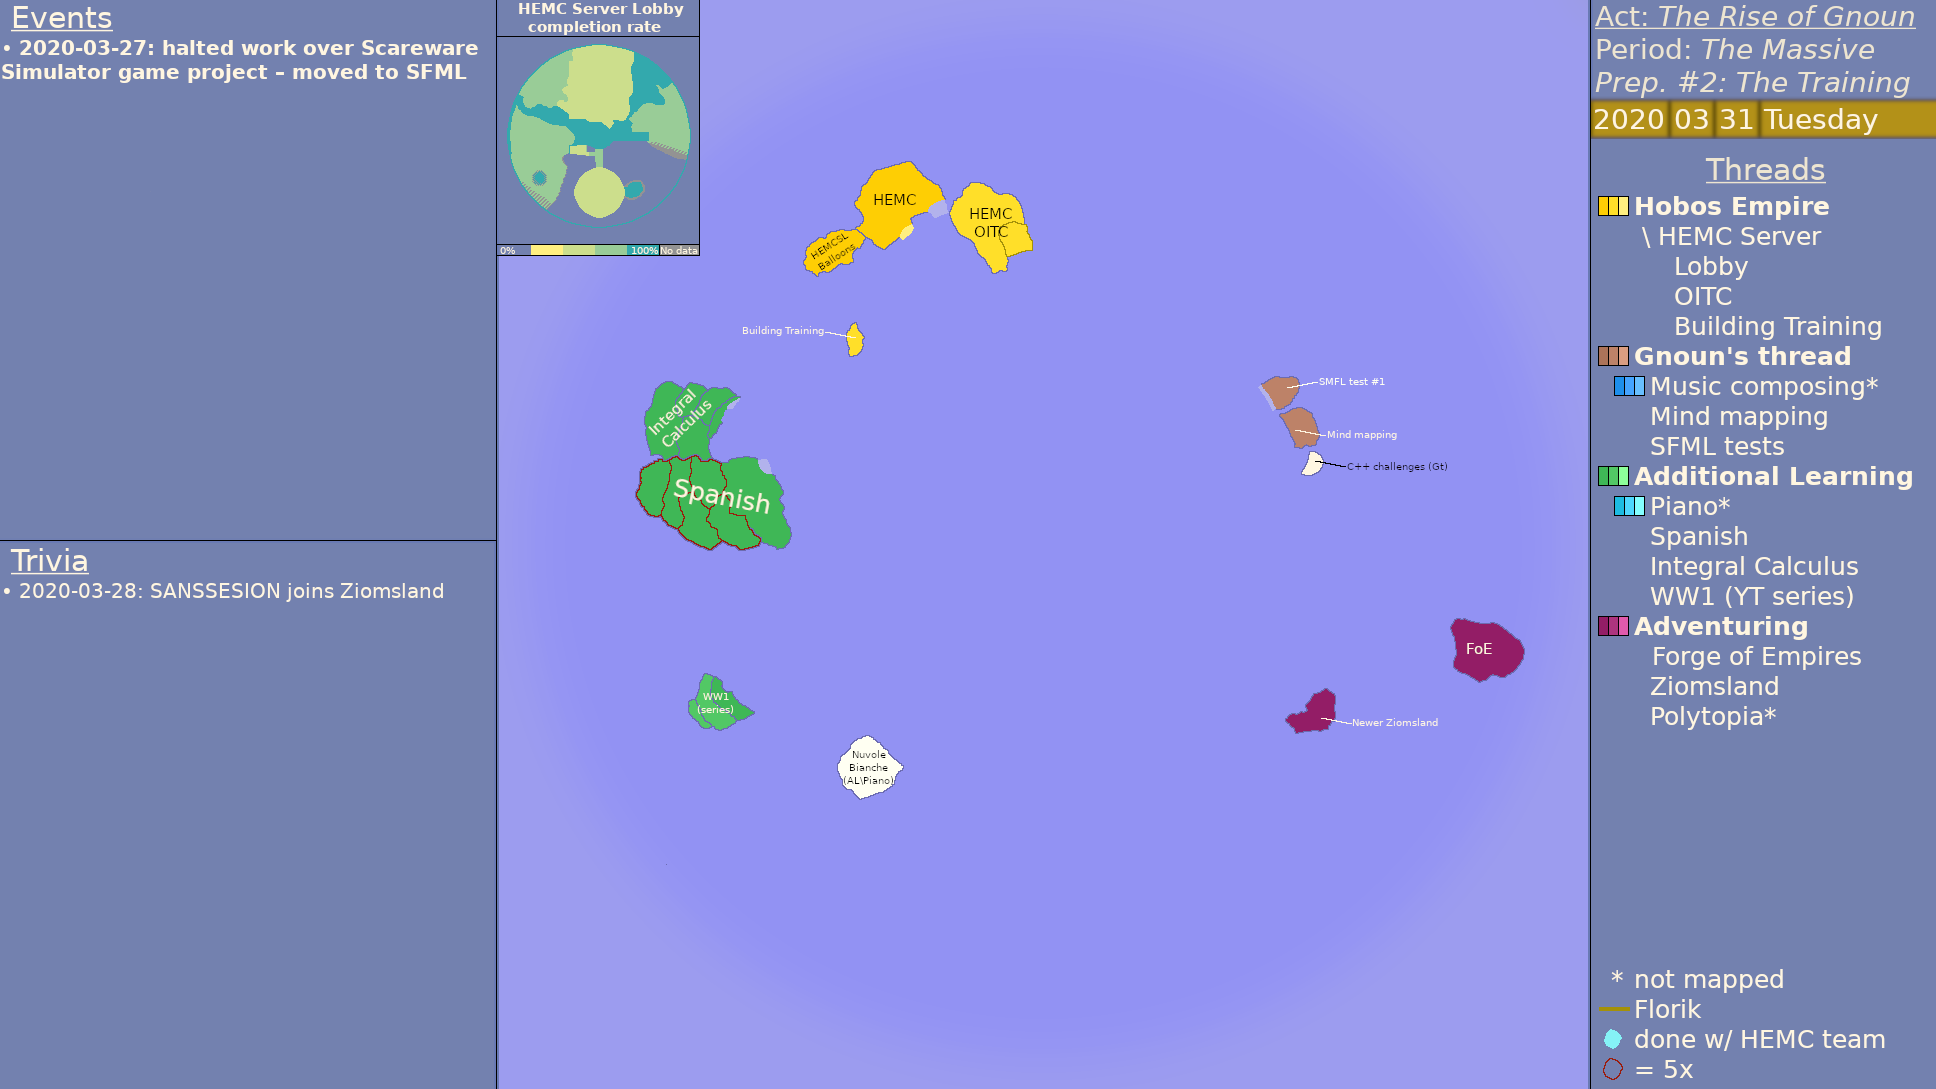 Events
• 2020-03-27: halted work over Scareware
Simulator game project – moved to SFML
Trivia
• 2020-03-28: SANSSESION joins Ziomsland
HEMC Server Lobby
completion rate
0%
100%
No data
HEMC
HEMC
OITC
HEMCSL
Balloons
Building Training
Integral
Calculus
Spanish
SMFL test #1
Mind mapping
C++ challenges (Gt)
FoE
Newer Ziomsland
WW1
(series)
Nuvole
Bianche
(AL\Piano)
Act: The Rise of Gnoun
Period: The Massive
Prep. #2: The Training
2020 03 31 Tuesday
Threads
Hobos Empire
\ HEMC Server
Lobby
OITC
Building Training
Gnoun's thread
Music composing*
Mind mapping
SFML tests
Additional Learning
Piano*
Spanish
Integral Calculus
WW1 (YT series)
Adventuring
Forge of Empires
Ziomsland
Polytopia*
* not mapped
Florik
done w/ HEMC team
= 5x